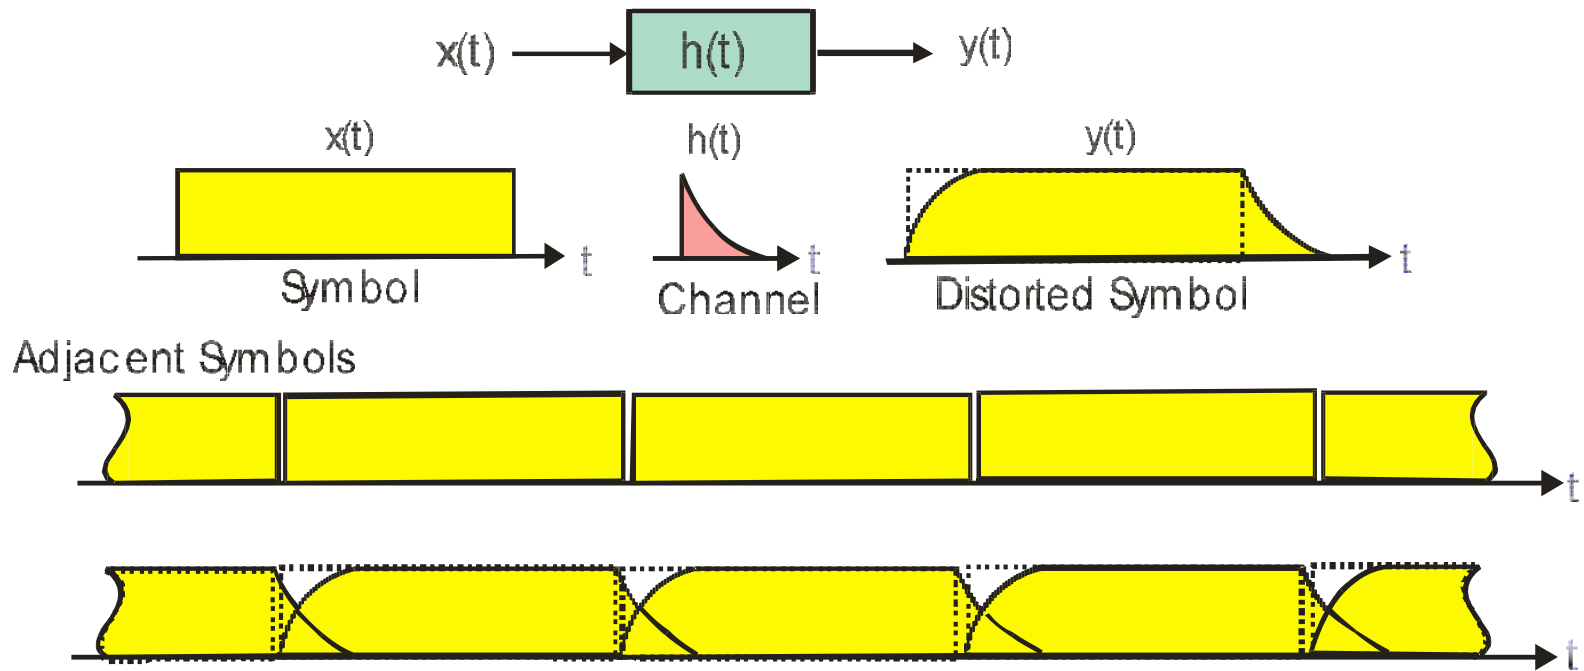 x(t) h(t) y(t)
x(t) h(t) y(t)
t t t
Symbol Channel Distorted Symbol
Adjacent Symbols
t
t